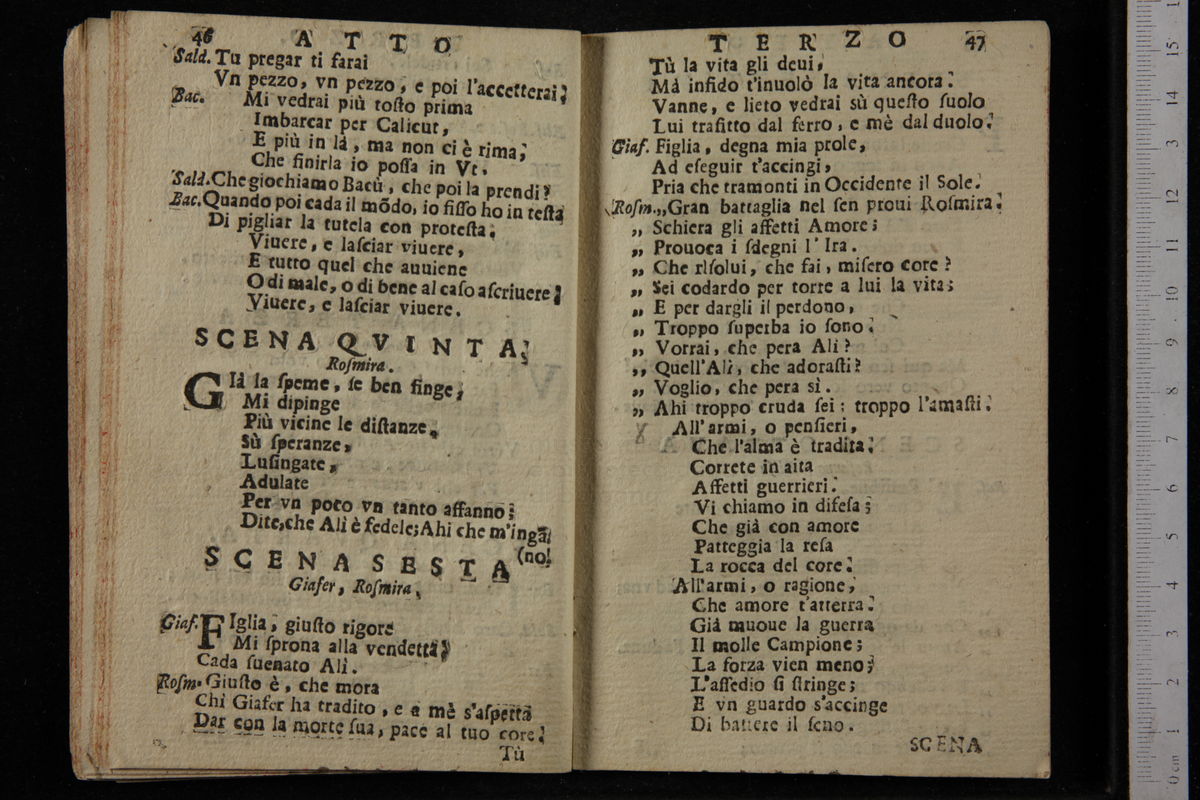 46 ATTO
Sald. Tu pregar ti farai
Vn pezzo, vn pezzo, e poi l'accetterai;
Bac. Mi vedrai più toſto prima
Imbarcar per Calicut,
E più in là, ma non ci è rima;
Che finirla io poſſa in Vt.
Sald. Che giochiamo Bacù, che poi la prendi?
Bac. Quando poi cada il mõdo, io fiſſo ho in teſta
Di pigliar la tutela con proteſta;
Viuere, e laſciar viuere,
E tutto quel che auuiene
O di male, o di bene al caſo aſcriuere;
Viuere, e laſciar viuere.
SCENA QVINTA.
Roſmira.
GIà la ſpeme, ſe ben finge,
Mi dipinge
Più vicine le diſtanze,
Sù ſperanze,
Luſingate,
Adulate
Per vn poco vn tanto affanno;
Dite, che Alì è fedele; Ahi che m'ingã
(no!
SCENA SESTA
Giafer, Roſmira,
Giaf. FIglia, giuſto rigore
Mi ſprona alla vendetta;
Cada ſuenato Alì.
Roſm. Giuſto è, che mora
Chi Giafer ha tradito, e a mè s'aſpetta
Dar con la morte ſua, pace al tuo core.
Tù
TERZO 47
Tù la vita gli deui,
Mà infido t'inuolò la vita ancora.
Vanne, e lieto vedrai sù queſto ſuolo
Lui trafitto dal ferro, e mè dal duolo.
Giaf. Figlia, degna mia prole,
Ad eſeguir t'accingi,
Pria che tramonti in Occidente il Sole.
Roſm. „Gran battaglia nel ſen proui Roſmira.
„ Schiera gli affetti Amore;
„ Prouoca i ſdegni l'Ira.
„ Che riſolui, che fai, miſero core?
„ Sei codardo per torre a lui la vita;
„ E per dargli il perdono,
„ Troppo ſuperba io ſono.
„ Vorrai, che pera Alì?
„ Quell'Alì, che adoraſti?
„ Voglio, che pera sì.
„ Ahi troppo cruda ſei: troppo l'amaſti.
All'armi, o penſieri,
Che l'alma è tradita.
Correte in aita
Affetti guerrieri.
Vi chiamo in difeſa;
Che già con amore
Patteggia la reſa
La rocca del core.
All'armi, o ragione,
Che amore t'atterra.
Già muoue la guerra
Il molle Campione;
La forza vien meno;
L'aſſedio ſi ſtringe;
E vn guardo s'accinge
Di battere il ſeno.
SCENA